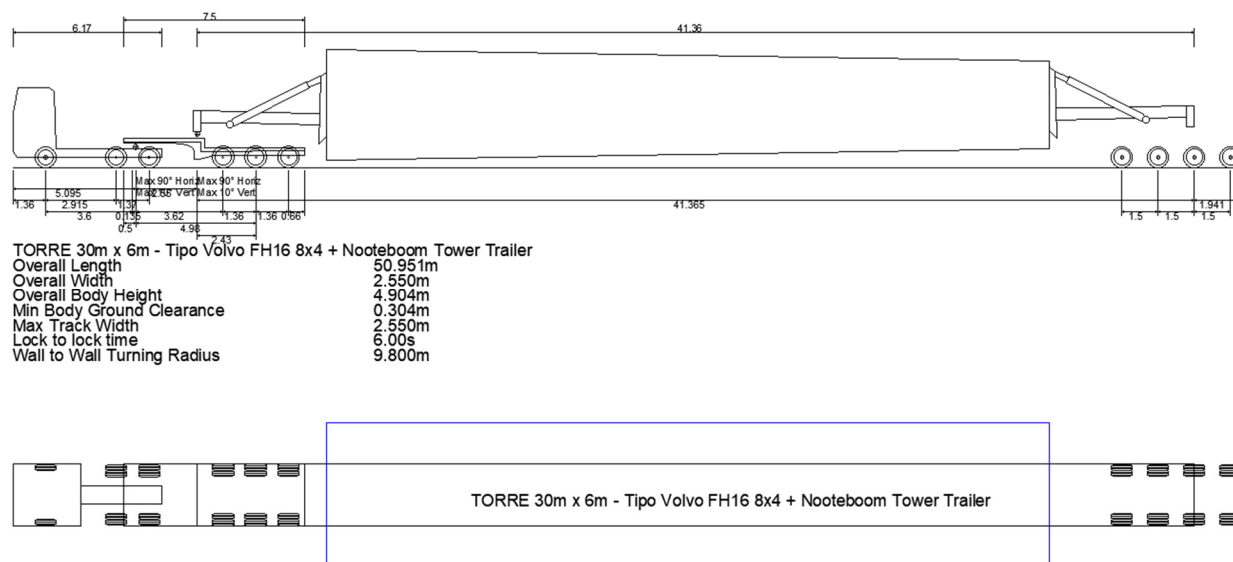 7.5
6.17
41.36
Max 90° Horiz Max 90° Horiz
Vert Max 10° Vert
5.095
1.36 2.915 1.37 41.365 1.941
3.6 0.135 3.62 1.36 1.36 0.66 1.5 1.5 1.5
0.5 4.98
2.43
TORRE 30m x 6m - Tipo Volvo FH16 8x4 + Nooteboom Tower Trailer
Overall Length 50.951m
Overall Width 2.550m
Overall Body Height 4.904m
Min Body Ground Clearance 0.304m
Max Track Width 2.550m
Lock to lock time 6.00s
Wall to Wall Turning Radius 9.800m
TORRE 30m x 6m - Tipo Volvo FH16 8x4 + Nooteboom Tower Trailer